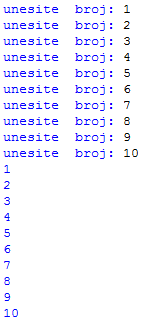 unesite  broj: 1
unesite  broj: 2
unesite  broj: 3
unesite  broj: 4
unesite  broj: 5
unesite  broj: 6
unesite  broj: 7
unesite  broj: 8
unesite  broj: 9
unesite  broj: 10
1
2
3
4
5
6
7
8
9
10